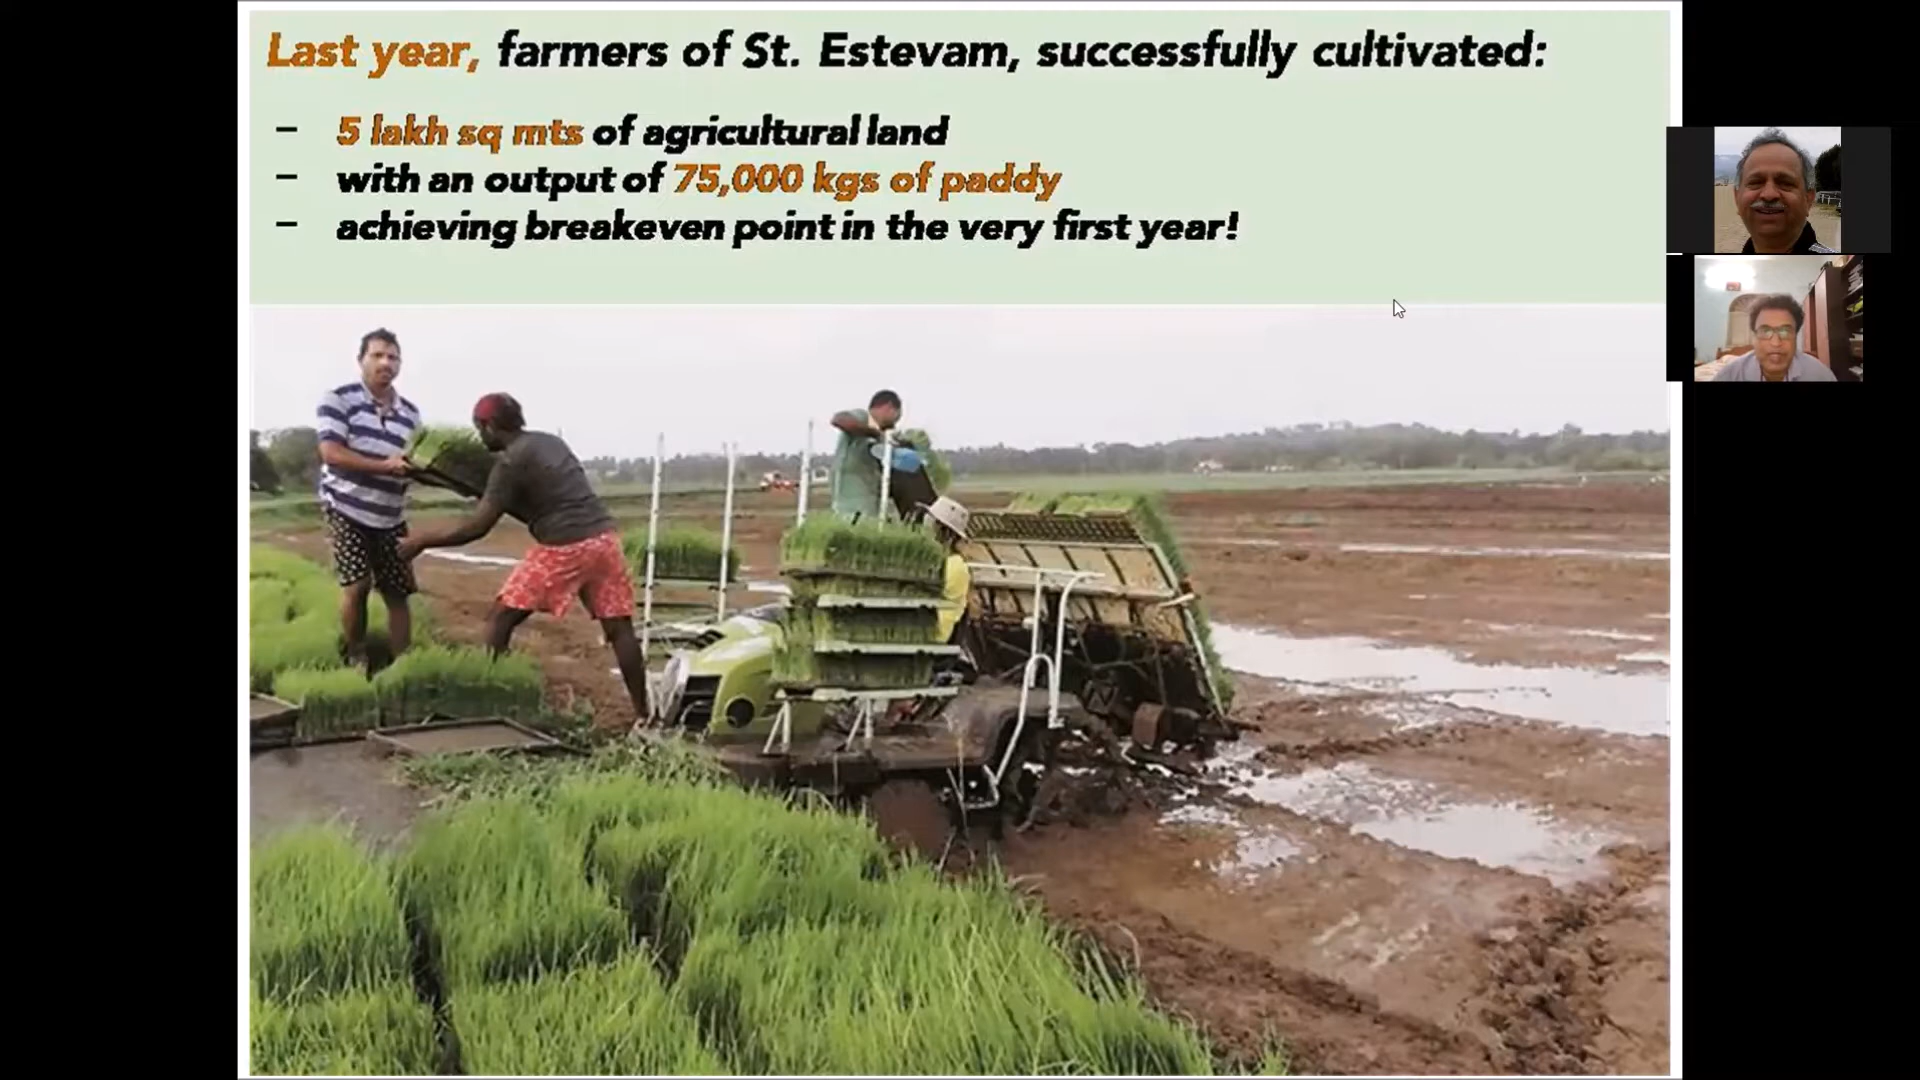 Last year, farmers of St. Estevam, successfully cultivated:
– 5 lakh sq mts of agricultural land
– with an output of 75,000 kgs of paddy
– achieving breakeven point in the very first year!